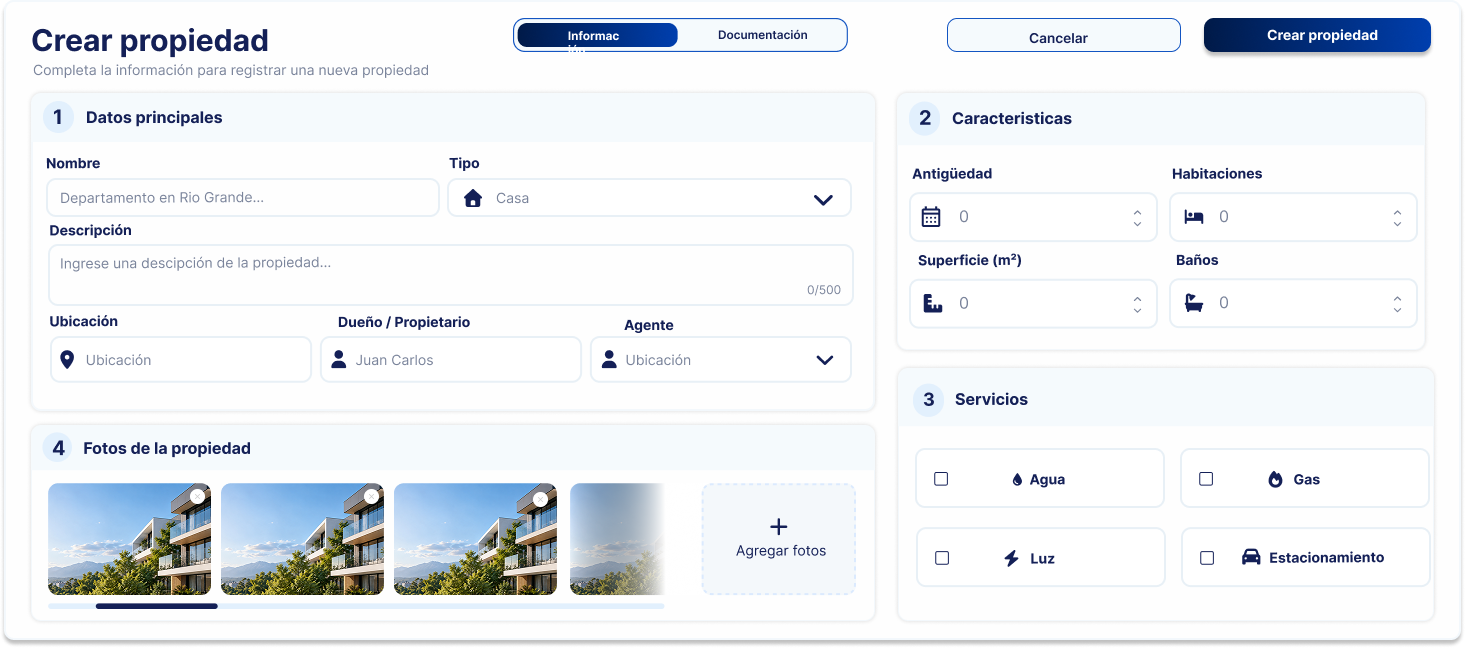 Crear propiedad
Completa la información para registrar una nueva propiedad
Informac
ión
Documentación
Cancelar
Crear propiedad
1 Datos principales
Nombre
Tipo
Departamento en Rio Grande...
Casa
Descripción
Ingrese una descipción de la propiedad...
0/500
Ubicación
Dueño / Propietario
Agente
Ubicación
Juan Carlos
Ubicación
2 Caracteristicas
Antigüedad
Habitaciones
0
0
Superficie (m²)
Baños
0
0
3 Servicios
Agua
Gas
Luz
Estacionamiento
4 Fotos de la propiedad
Agregar fotos